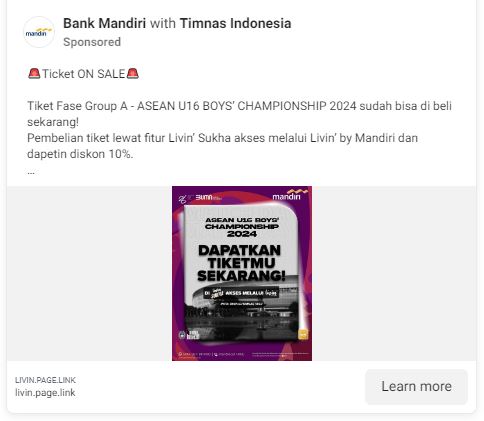 Bank Mandiri with Timnas Indonesia
mandiri
Sponsored
🚨Ticket ON SALE🚨
Tiket Fase Group A - ASEAN U16 BOYS' CHAMPIONSHIP 2024 sudah bisa di beli
sekarang!
Pembelian tiket lewat fitur Livin' Sukha akses melalui Livin' by Mandiri dan
dapetin diskon 10%.
...
BUMN
mandiri
ASEAN U16 BOYS'
CHAMPIONSHIP
2024
DAPATKAN
TIKETMU
SEKARANG!
DI
AKSES MELALUI livin'
LIVIN.PAGE.LINK
livin.page.link
Learn more